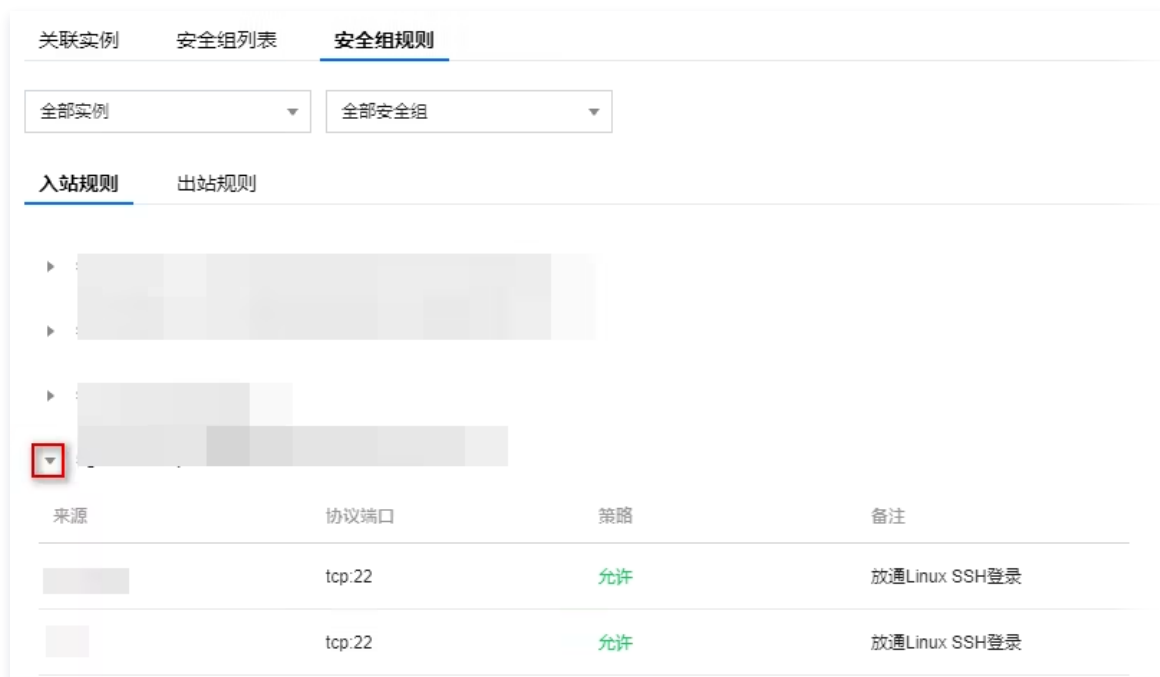 关联实例 安全组列表 安全组规则
全部实例 全部安全组
入站规则 出站规则
来源 协议端口 策略 备注
tcp:22 允许 放通Linux SSH登录
tcp:22 允许 放通Linux SSH登录